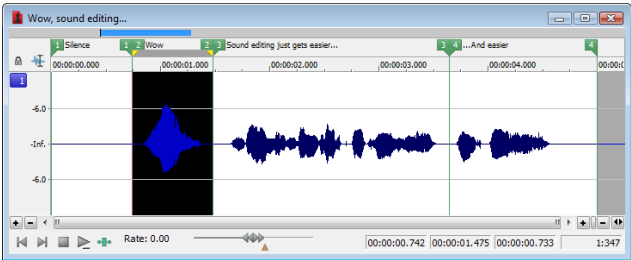 Wow, sound editing...
1 Silence 1 2 Wow 2 3 Sound editing just gets easier... 3 4 ...And easier 4
00:00:00.000 00:00:01.000 00:00:02.000 00:00:03.000 00:00:04.000 00:00:0
1
-6.0
-Inf.
-6.0
Rate: 0.00 00:00:00.742 00:00:01.475 00:00:00.733 1:347